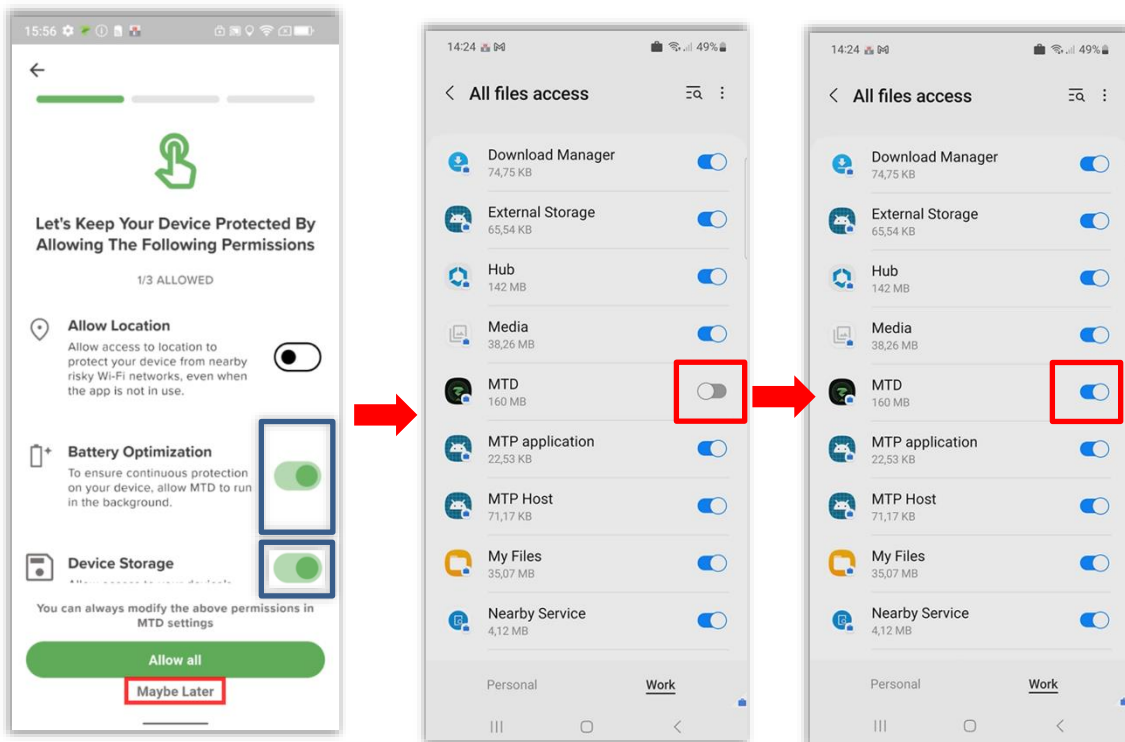 15:56
Let's Keep Your Device Protected By
Allowing The Following Permissions
1/3 ALLOWED
Allow Location
Allow access to location to
protect your device from nearby
risky Wi-Fi networks, even when
the app is not in use.
Battery Optimization
To ensure continuous protection
on your device, allow MTD to run
in the background.
Device Storage
You can always modify the above permissions in
MTD settings
Allow all
Maybe Later
14:24 49%
All files access
Download Manager
74,75 KB
External Storage
65,54 KB
Hub
142 MB
Media
38,26 MB
MTD
160 MB
MTP application
22,53 KB
MTP Host
71,17 KB
My Files
35,07 MB
Nearby Service
4,12 MB
Personal Work
14:24 49%
All files access
Download Manager
74,75 KB
External Storage
65,54 KB
Hub
142 MB
Media
38,26 MB
MTD
160 MB
MTP application
22,53 KB
MTP Host
71,17 KB
My Files
35,07 MB
Nearby Service
4,12 MB
Personal Work